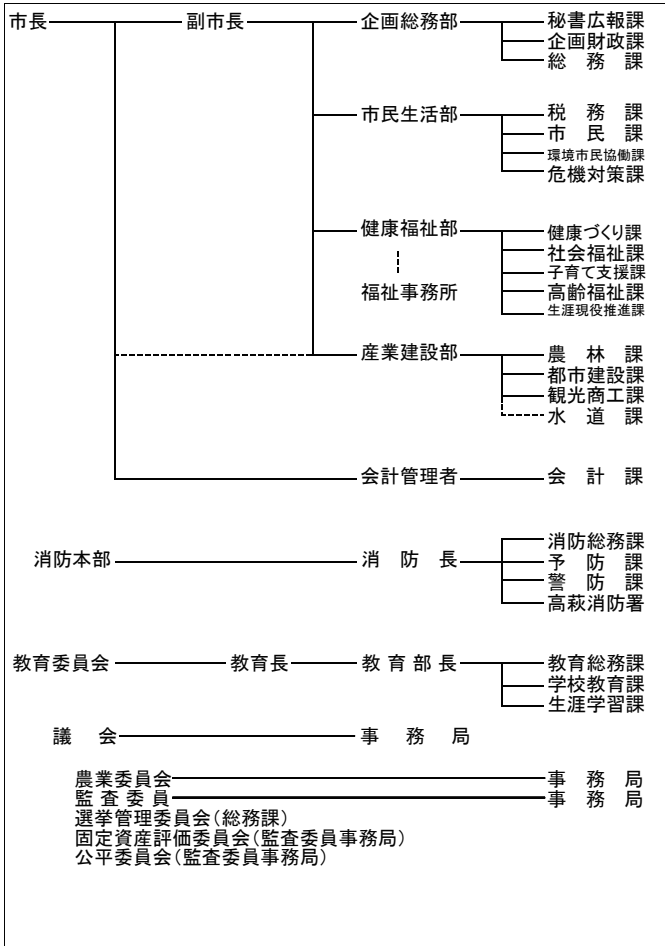 市長 副市長 企画総務部 秘書広報課
企画財政課
総務課
市民生活部 税務課
市民課
環境市民協働課
危機対策課
健康福祉部 健康づくり課
社会福祉課
子育て支援課
福祉事務所 高齢福祉課
生涯現役推進課
産業建設部 農林課
都市建設課
観光商工課
水道課
会計管理者 会計課
消防本部 消防長 消防総務課
予防課
警防課
高萩消防署
教育委員会 教育長 教育部長 教育総務課
学校教育課
生涯学習課
議会 事務局
農業委員会 事務局
監査委員 事務局
選挙管理委員会(総務課)
固定資産評価委員会(監査委員事務局)
公平委員会(監査委員事務局)